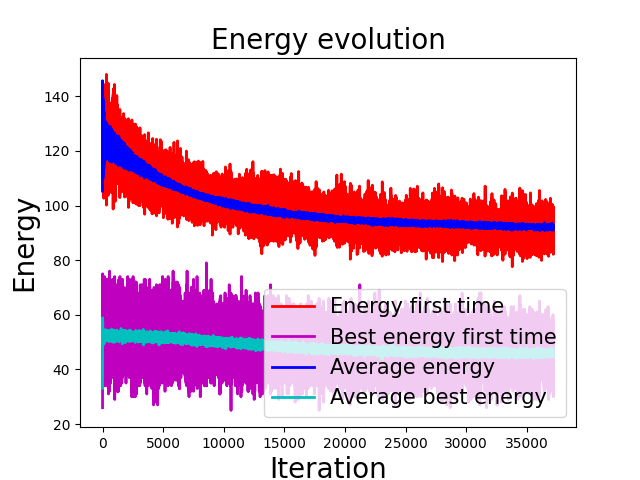 Energy evolution
Energy
140
120
100
80
60
40
20
Energy first time
Best energy first time
Average energy
Average best energy
0 5000 10000 15000 20000 25000 30000 35000
Iteration